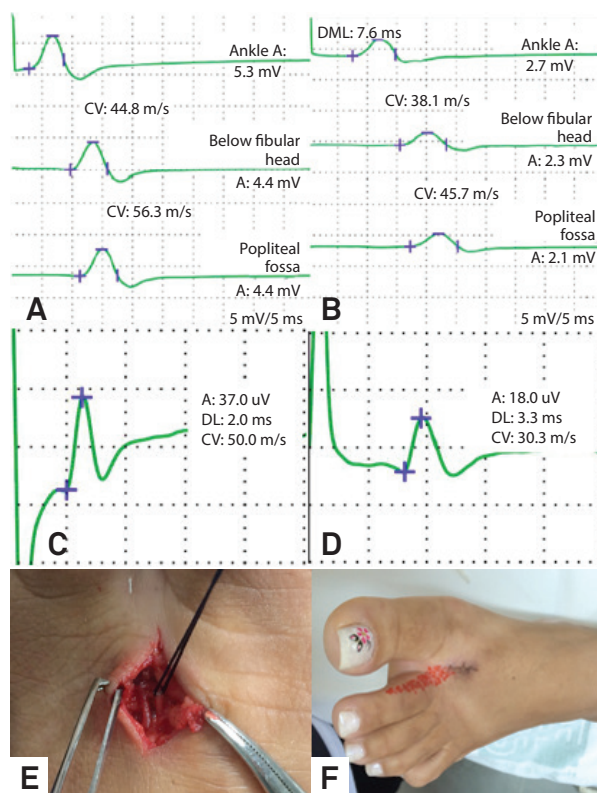 Ankle A:
5.3 mV
CV: 44.8 m/s
Below fibular
head
A: 4.4 mV
CV: 56.3 m/s
Popliteal
fossa
A: 4.4 mV
A
5 mV/5 ms
DML: 7.6 ms
Ankle A:
2.7 mV
CV: 38.1 m/s
Below fibular
head
A: 2.3 mV
CV: 45.7 m/s
Popliteal
fossa
A: 2.1 mV
B
5 mV/5 ms
A: 37.0 uV
DL: 2.0 ms
CV: 50.0 m/s
C
A: 18.0 uV
DL: 3.3 ms
CV: 30.3 m/s
D
E
F